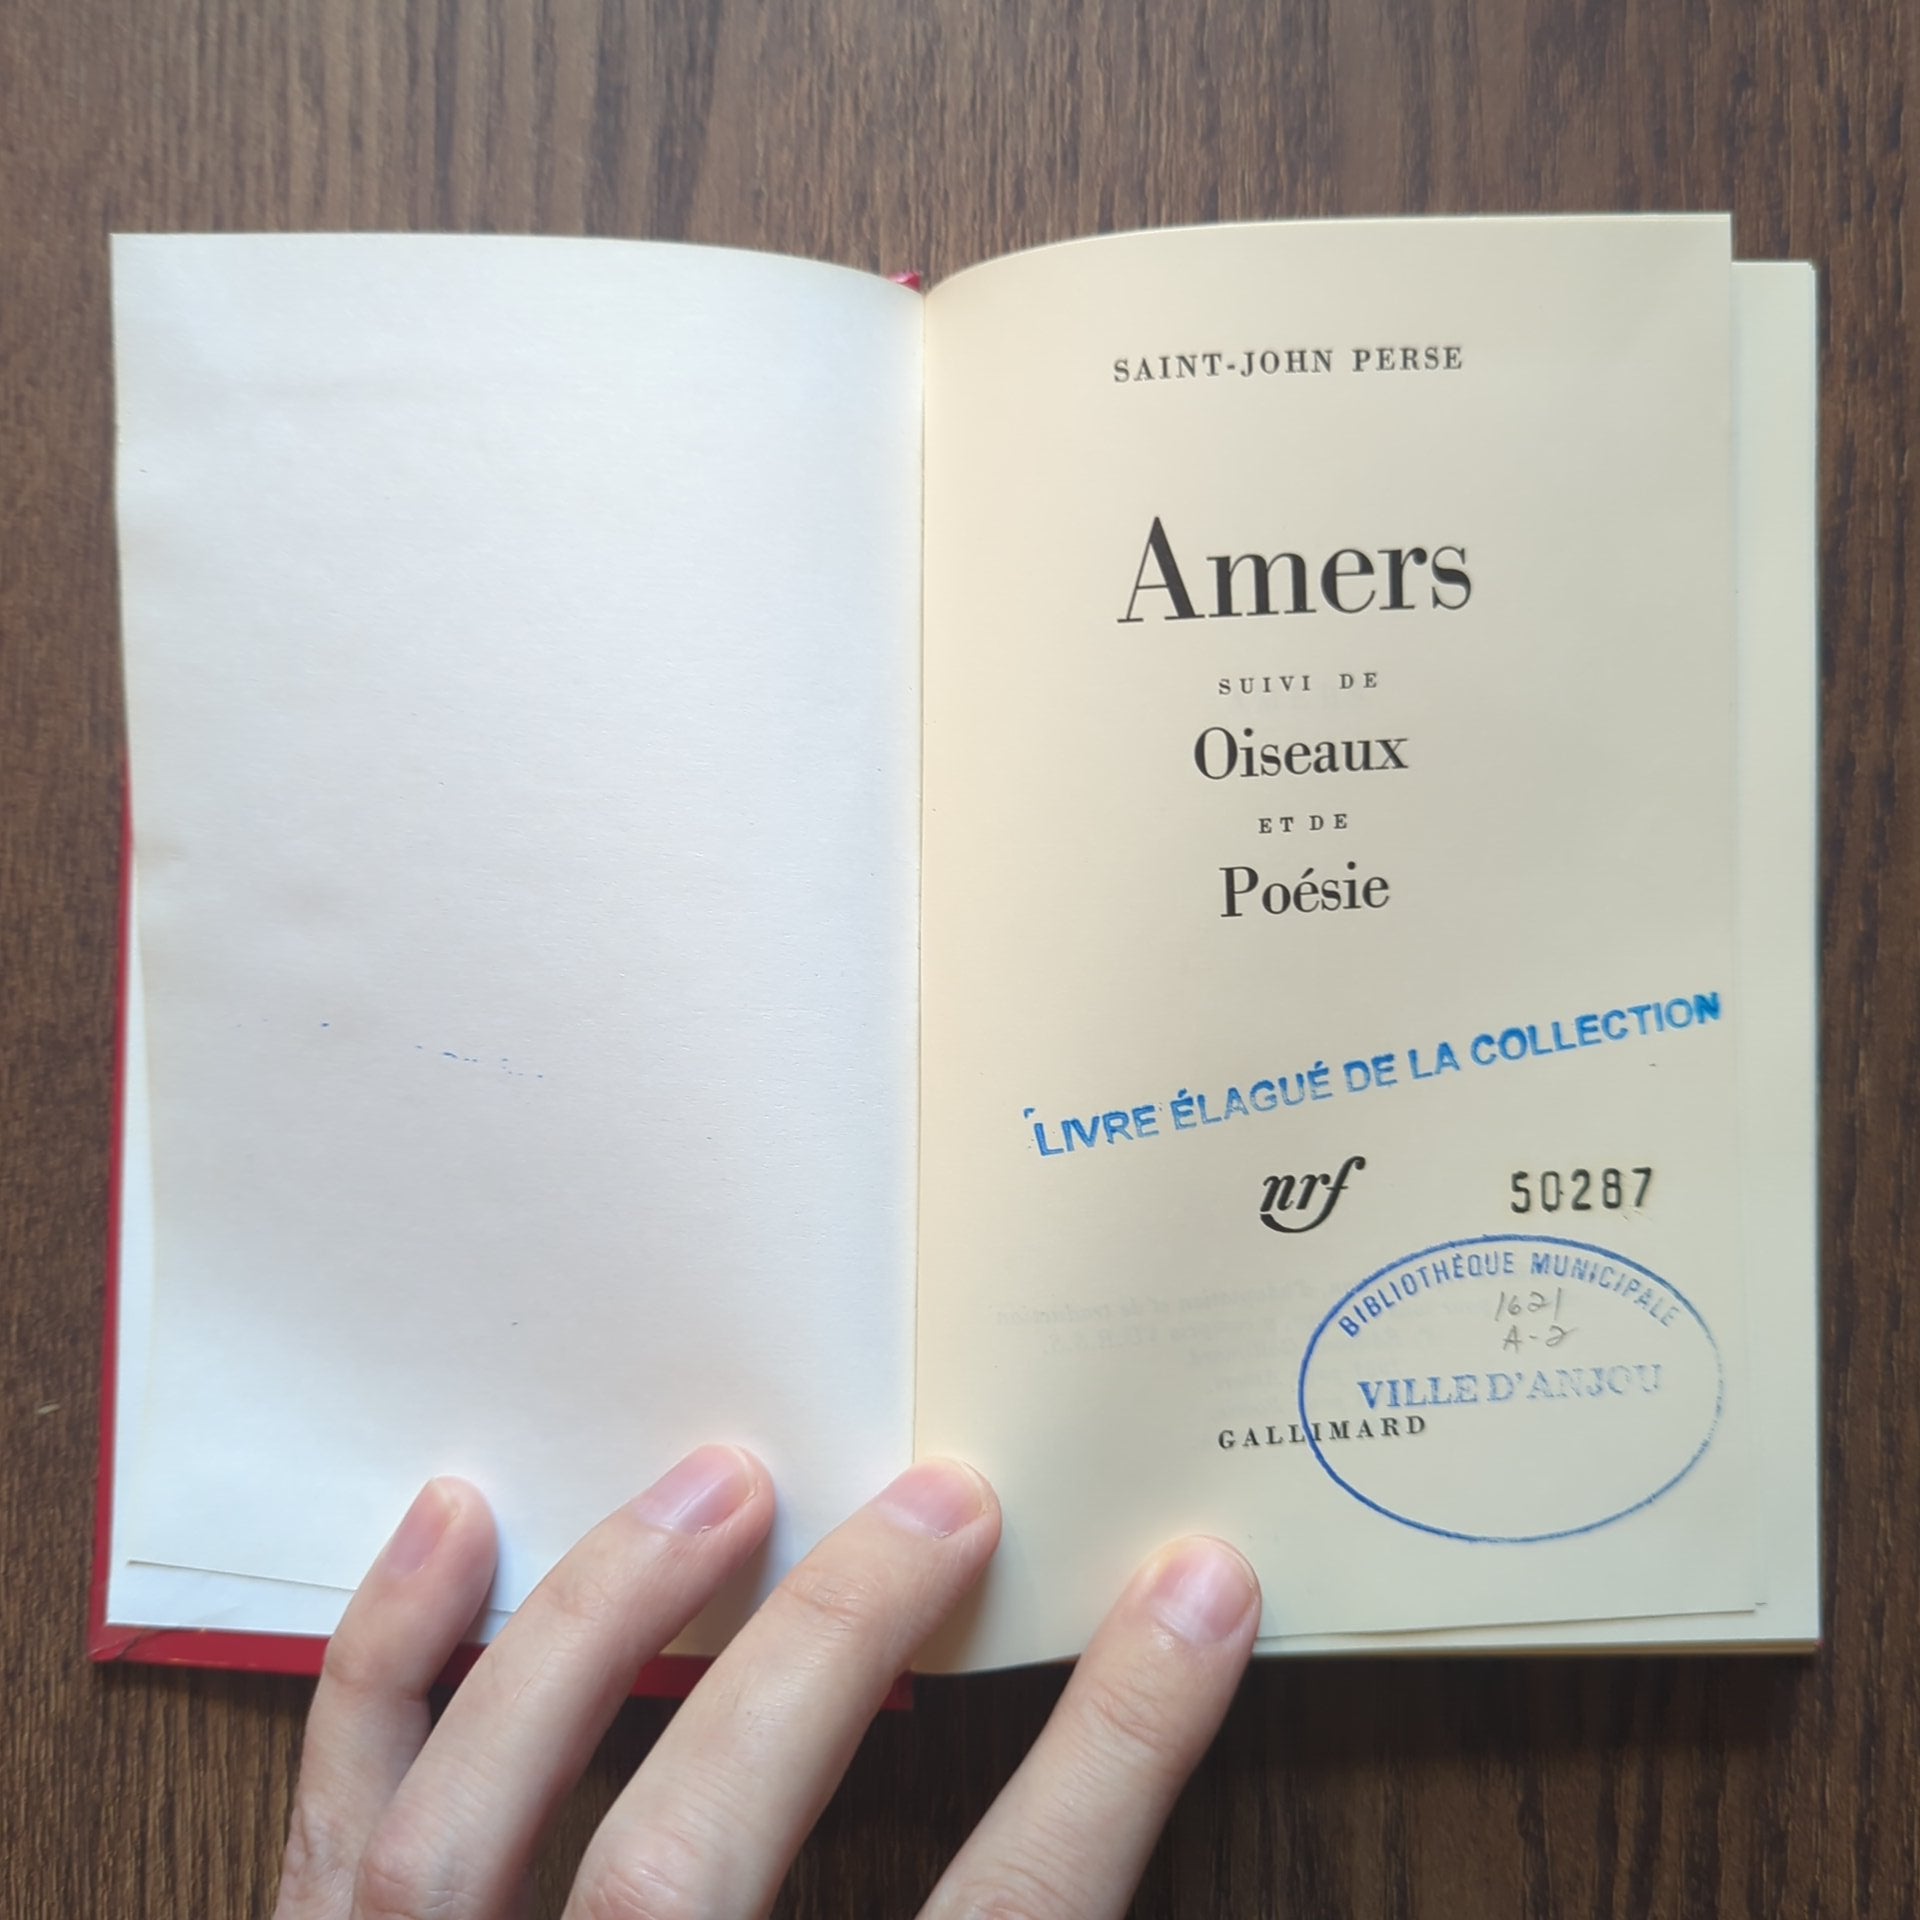 SAINT-JOHN PERSE
Amers
SUIVI DE
Oiseaux
ET DE
Poésie
LIVRE ÉLAGUÉ DE LA COLLECTION
nrf
50287
BIBLIOTHÈQUE MUNICIPALE
1621
A-2
VILLE D'ANJOU
GALLIMARD